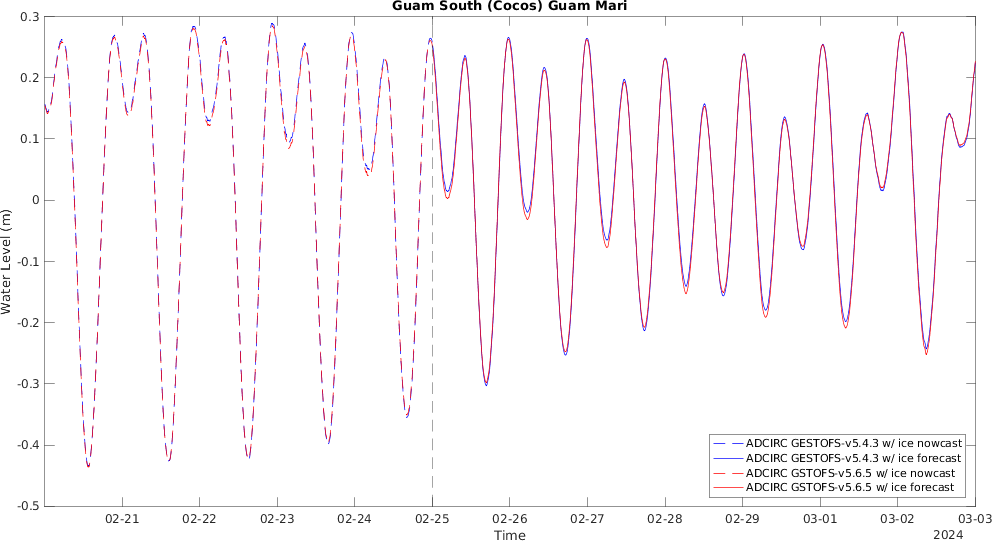 Guam South (Cocos) Guam Mari
0.3
0.2
0.1
0
-0.1
-0.2
-0.3
-0.4
-0.5
Water Level (m)
ADCIRC GESTOFS-v5.4.3 w/ ice nowcast
ADCIRC GESTOFS-v5.4.3 w/ ice forecast
ADCIRC GSTOFS-v5.6.5 w/ ice nowcast
ADCIRC GSTOFS-v5.6.5 w/ ice forecast
02-21 02-22 02-23 02-24 02-25 02-26 02-27 02-28 02-29 03-01 03-02 03-03
Time
2024